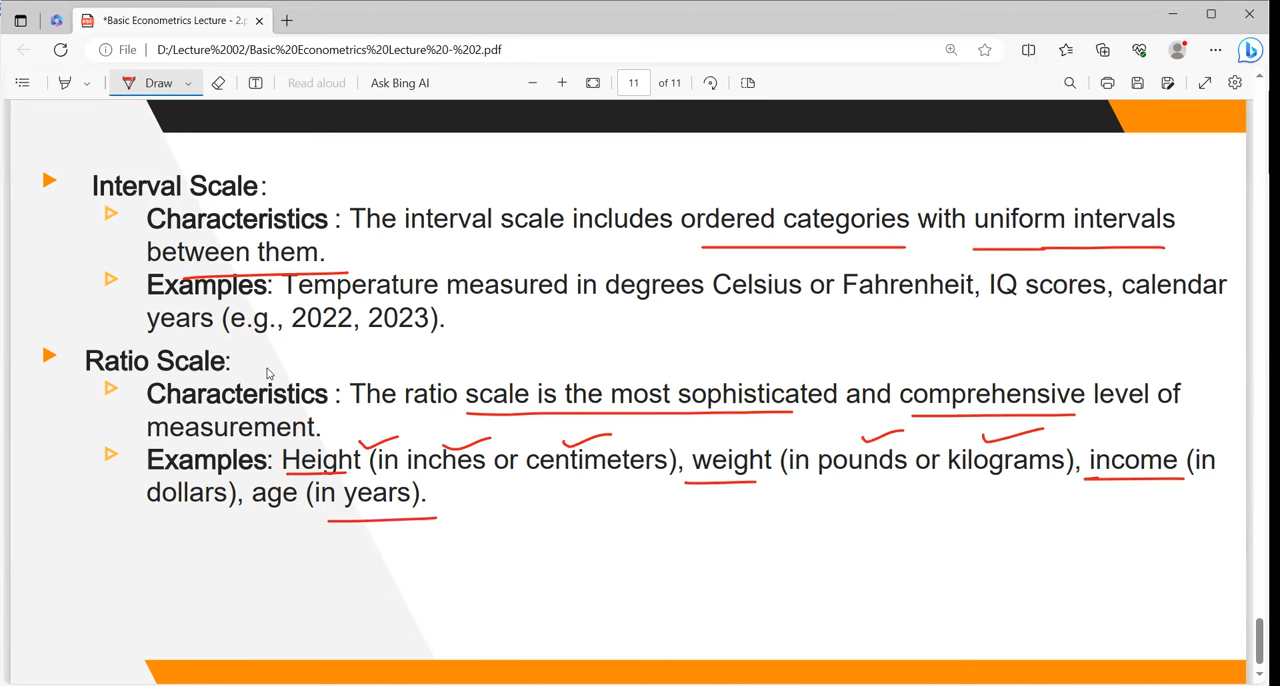 *Basic Econometrics Lecture - 2.p
File
D:/Lecture%2002/Basic%20Econometrics%20Lecture%20-%202.pdf
Draw
Read aloud
Ask Bing AI
11 of 11
Interval Scale:
Characteristics : The interval scale includes ordered categories with uniform intervals
between them.
Examples: Temperature measured in degrees Celsius or Fahrenheit, IQ scores, calendar
years (e.g., 2022, 2023).
Ratio Scale:
Characteristics : The ratio scale is the most sophisticated and comprehensive level of
measurement.
Examples: Height (in inches or centimeters), weight (in pounds or kilograms), income (in
dollars), age (in years).